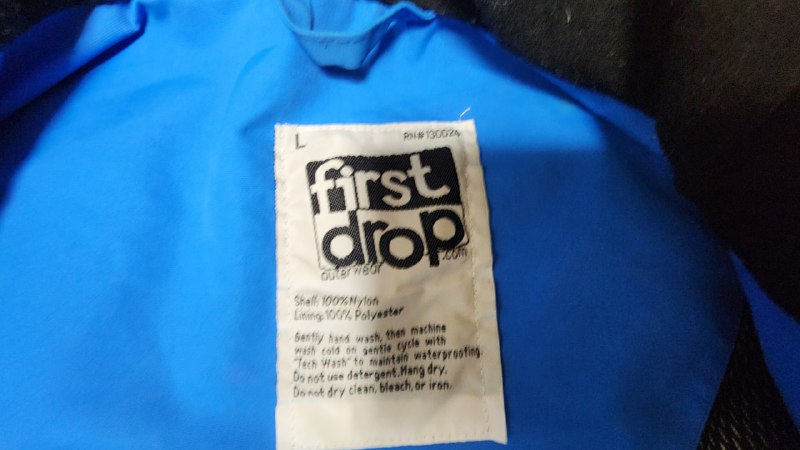 L
RN#130024
first
drop
.com
outerwear
Shell: 100% Nylon
Lining: 100% Polyester
Gently hand wash, then machine
wash cold on gentle cycle with
"Tech Wash" to maintain waterproofing.
Do not use detergent. Hang dry.
Do not dry clean, bleach, or iron.